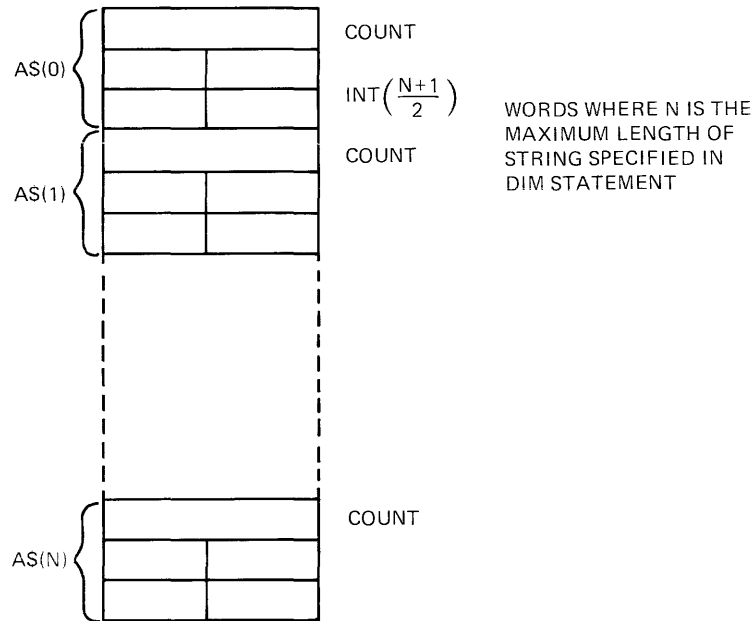 COUNT
AS(0)
INT(N+1/2)
WORDS WHERE N IS THE
MAXIMUM LENGTH OF
STRING SPECIFIED IN
DIM STATEMENT
COUNT
AS(1)
COUNT
AS(N)